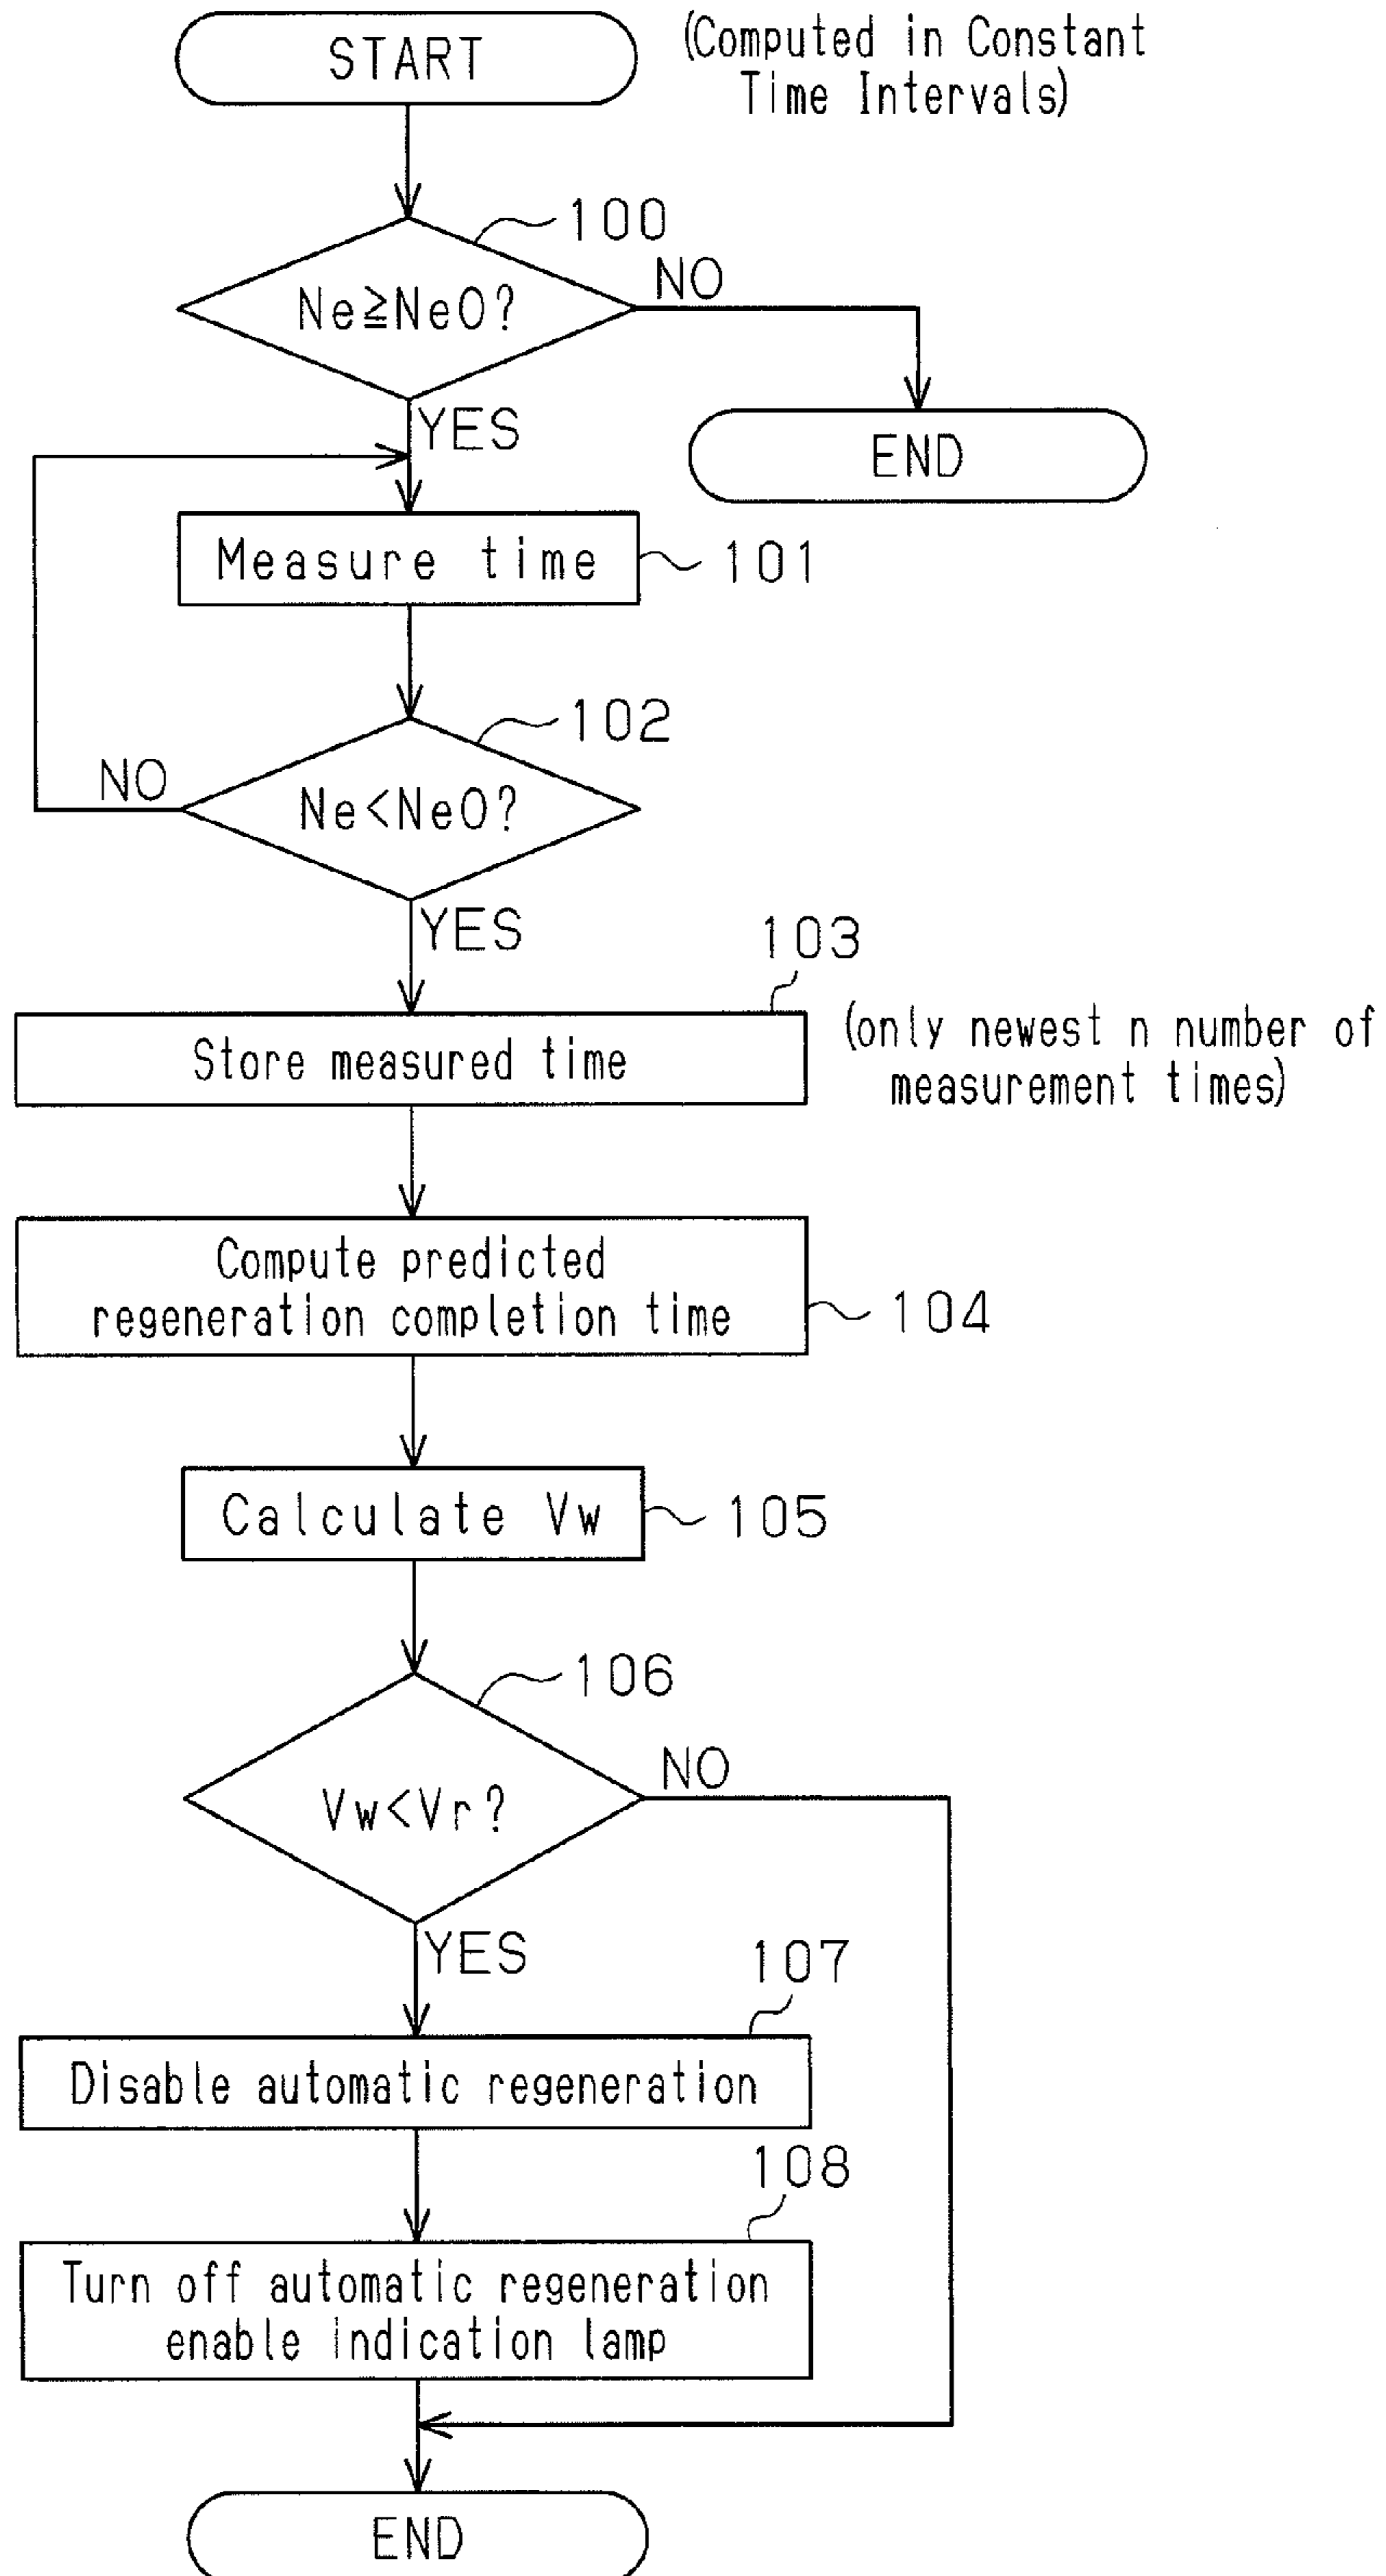 START
(Computed in Constant
Time Intervals)
100
Ne≧Ne0?
NO
YES
END
Measure time
101
102
NO
Ne<Ne0?
YES
103
Store measured time
(only newest n number of
measurement times)
Compute predicted
regeneration completion time
104
Calculate Vw
105
106
Vw<Vr?
NO
YES
107
Disable automatic regeneration
108
Turn off automatic regeneration
enable indication lamp
END